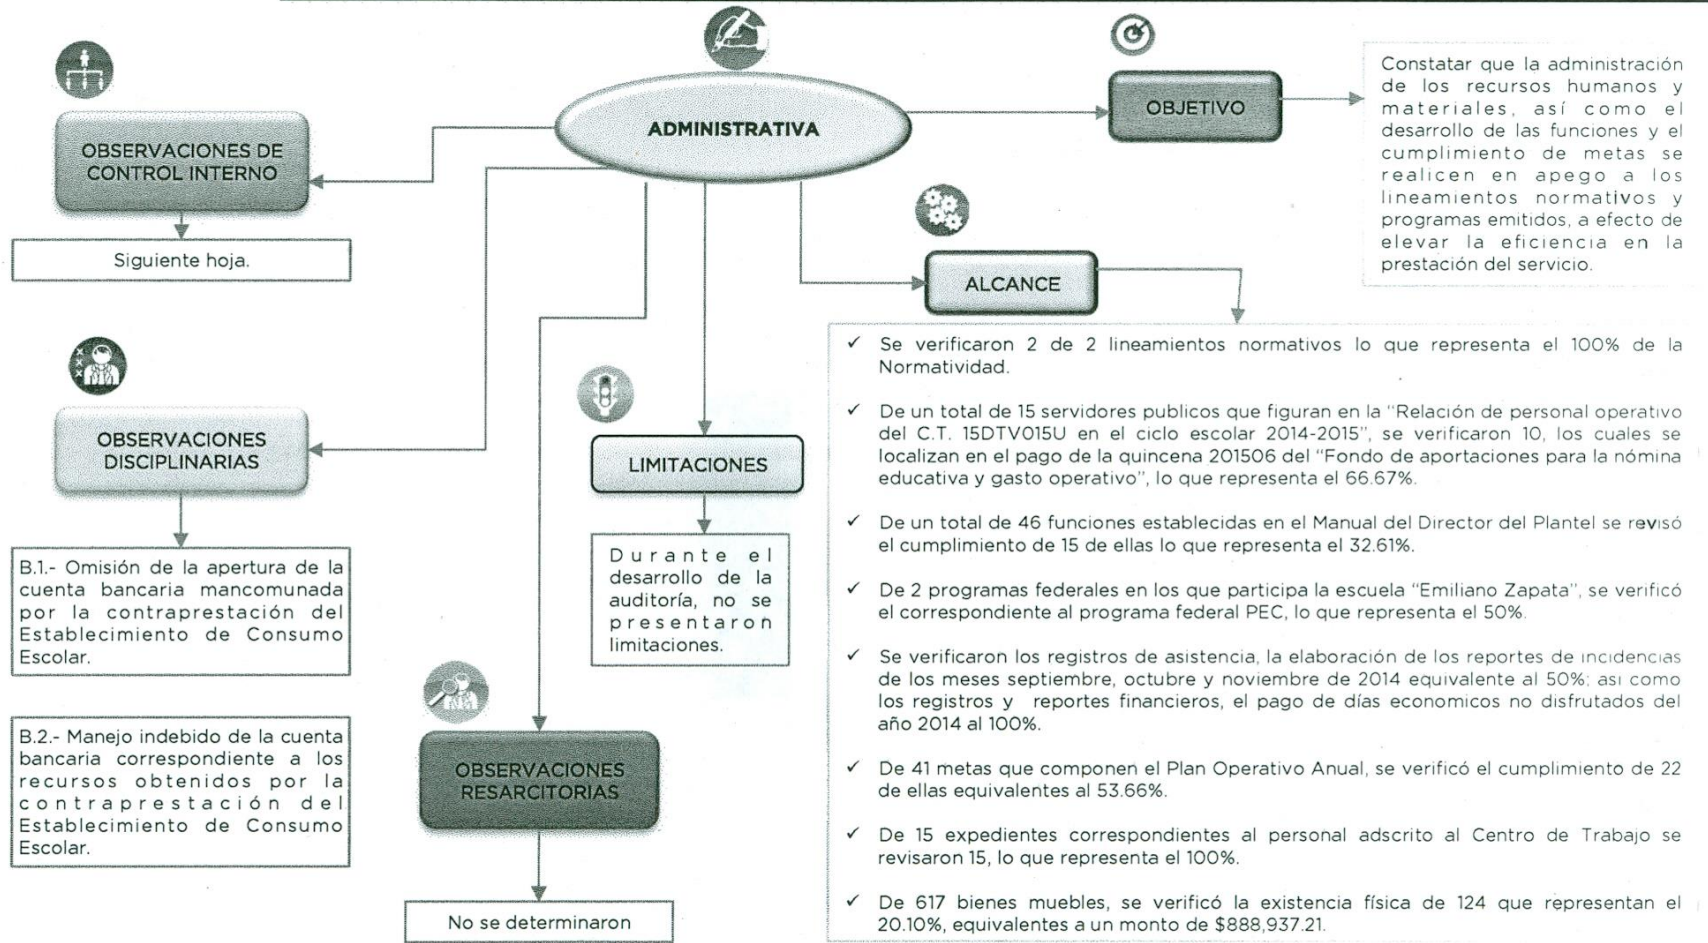 ADMINISTRATIVA
OBJETIVO
Constatar que la administración
de los recursos humanos y
materiales, así como el
desarrollo de las funciones y el
cumplimiento de metas se
realicen en apego a los
lineamientos normativos y
programas emitidos, a efecto de
elevar la eficiencia en la
prestación del servicio.
OBSERVACIONES DE
CONTROL INTERNO
Siguiente hoja.
ALCANCE
✓ Se verificaron 2 de 2 lineamientos normativos lo que representa el 100% de la
Normatividad.
✓ De un total de 15 servidores publicos que figuran en la "Relación de personal operativo
del C.T. 15DTV015U en el ciclo escolar 2014-2015", se verificaron 10, los cuales se
localizan en el pago de la quincena 201506 del "Fondo de aportaciones para la nómina
educativa y gasto operativo", lo que representa el 66.67%.
✓ De un total de 46 funciones establecidas en el Manual del Director del Plantel se revisó
el cumplimiento de 15 de ellas lo que representa el 32.61%.
✓ De 2 programas federales en los que participa la escuela "Emiliano Zapata", se verificó
el correspondiente al programa federal PEC, lo que representa el 50%.
✓ Se verificaron los registros de asistencia, la elaboración de los reportes de incidencias
de los meses septiembre, octubre y noviembre de 2014 equivalente al 50%; asi como
los registros y reportes financieros, el pago de días economicos no disfrutados del
año 2014 al 100%.
✓ De 41 metas que componen el Plan Operativo Anual, se verificó el cumplimiento de 22
de ellas equivalentes al 53.66%.
✓ De 15 expedientes correspondientes al personal adscrito al Centro de Trabajo se
revisaron 15, lo que representa el 100%.
✓ De 617 bienes muebles, se verificó la existencia física de 124 que representan el
20.10%, equivalentes a un monto de $888,937.21.
OBSERVACIONES
DISCIPLINARIAS
B.1.- Omisión de la apertura de la
cuenta bancaria mancomunada
por la contraprestación del
Establecimiento de Consumo
Escolar.
B.2.- Manejo indebido de la cuenta
bancaria correspondiente a los
recursos obtenidos por la
contraprestación del
Establecimiento de Consumo
Escolar.
LIMITACIONES
Durante el
desarrollo de la
auditoría, no se
presentaron
limitaciones.
OBSERVACIONES
RESARCITORIAS
No se determinaron